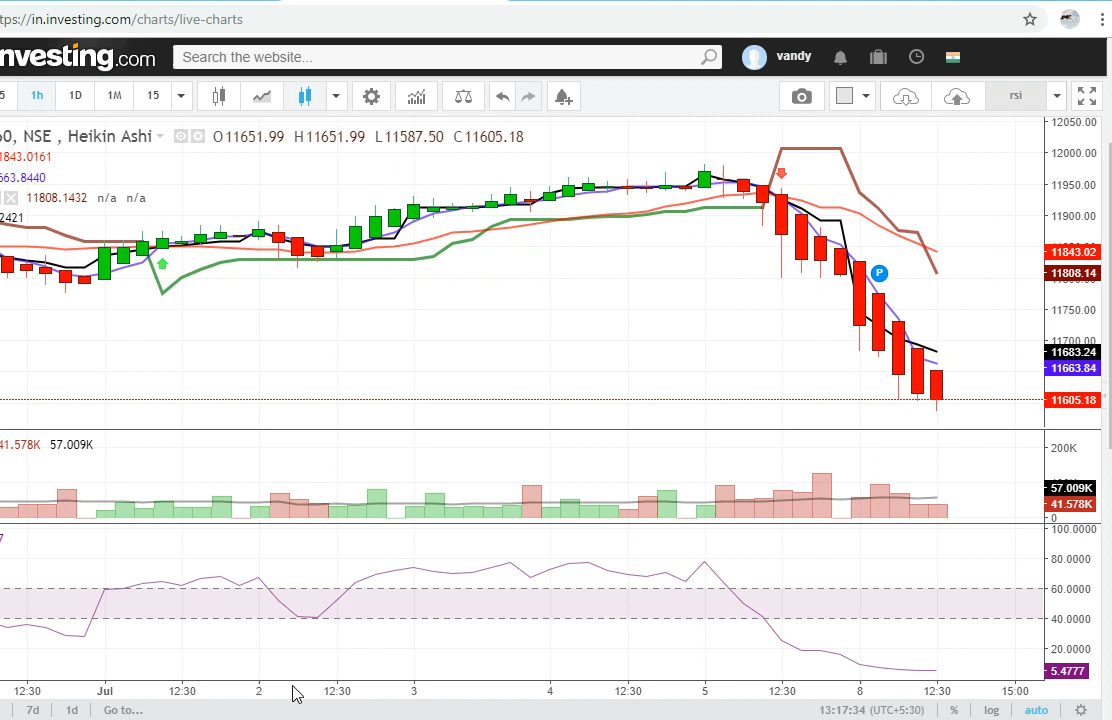 tps://in.investing.com/charts/live-charts
nvesting.com
Search the website...
vandy
5 1h 1D 1M 15
rsi
60, NSE , Heikin Ashi O11651.99 H11651.99 L11587.50 C11605.18
1843.0161
663.8440
11808.1432 n/a n/a
2421
P
12050.00
12000.00
11950.00
11900.00
11843.02
11808.14
11750.00
11700.00
11683.24
11663.84
11605.18
41.578K 57.009K
200K
57.009K
41.578K
0
7
100.0000
80.0000
60.0000
40.0000
20.0000
5.4777
12:30 Jul 12:30 2 12:30 3 4 12:30 5 12:30 8 12:30 15:00
7d 1d Go to... 13:17:34 (UTC+5:30) % log auto